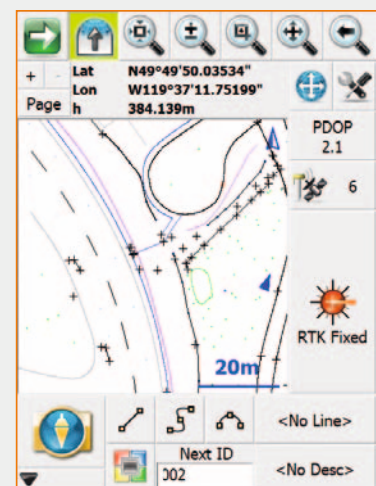 + - Lat N49°49'50.03534"
Lon W119°37'11.75199"
Page h 384.139m
PDOP
2.1
6
RTK Fixed
20m
<No Line>
Next ID
002
<No Desc>